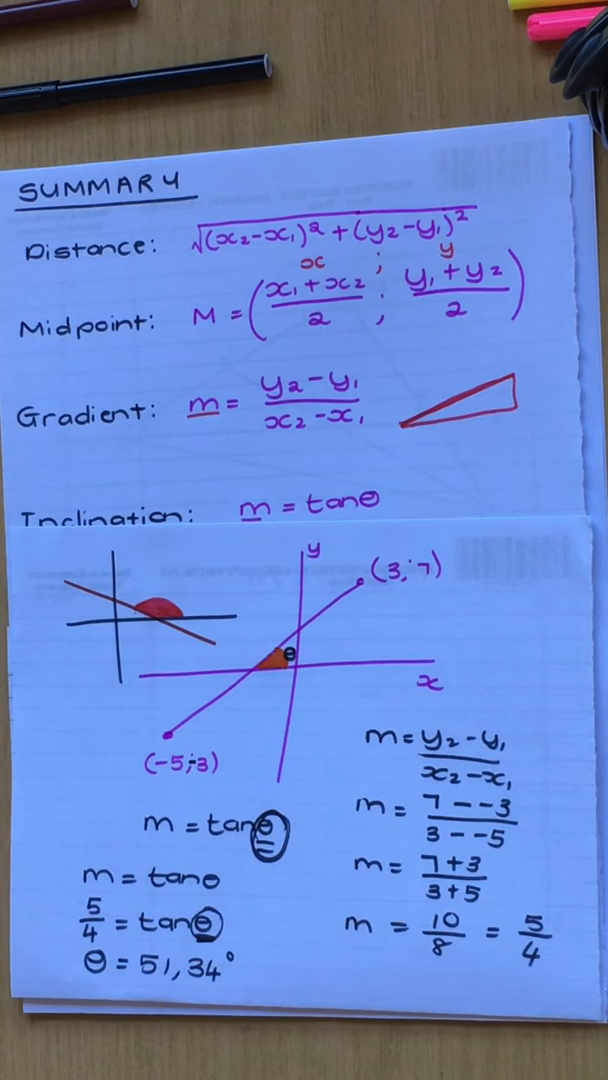 SUMMARY
Distance: √(x₂-x₁)² + (y₂-y₁)²
x ; y
Midpoint: M = (x₁+x₂/2 ; y₁+y₂/2)
Gradient: m = y₂-y₁/x₂-x₁
Inclination: m = tanθ
y
(3;7)
θ
x
(-5;-3)
m = y₂-y₁/x₂-x₁
m = tanθ
m = 7--3/3--5
m = tanθ
m = 7+3/3+5
5/4 = tanθ
m = 10/8 = 5/4
θ = 51,34°